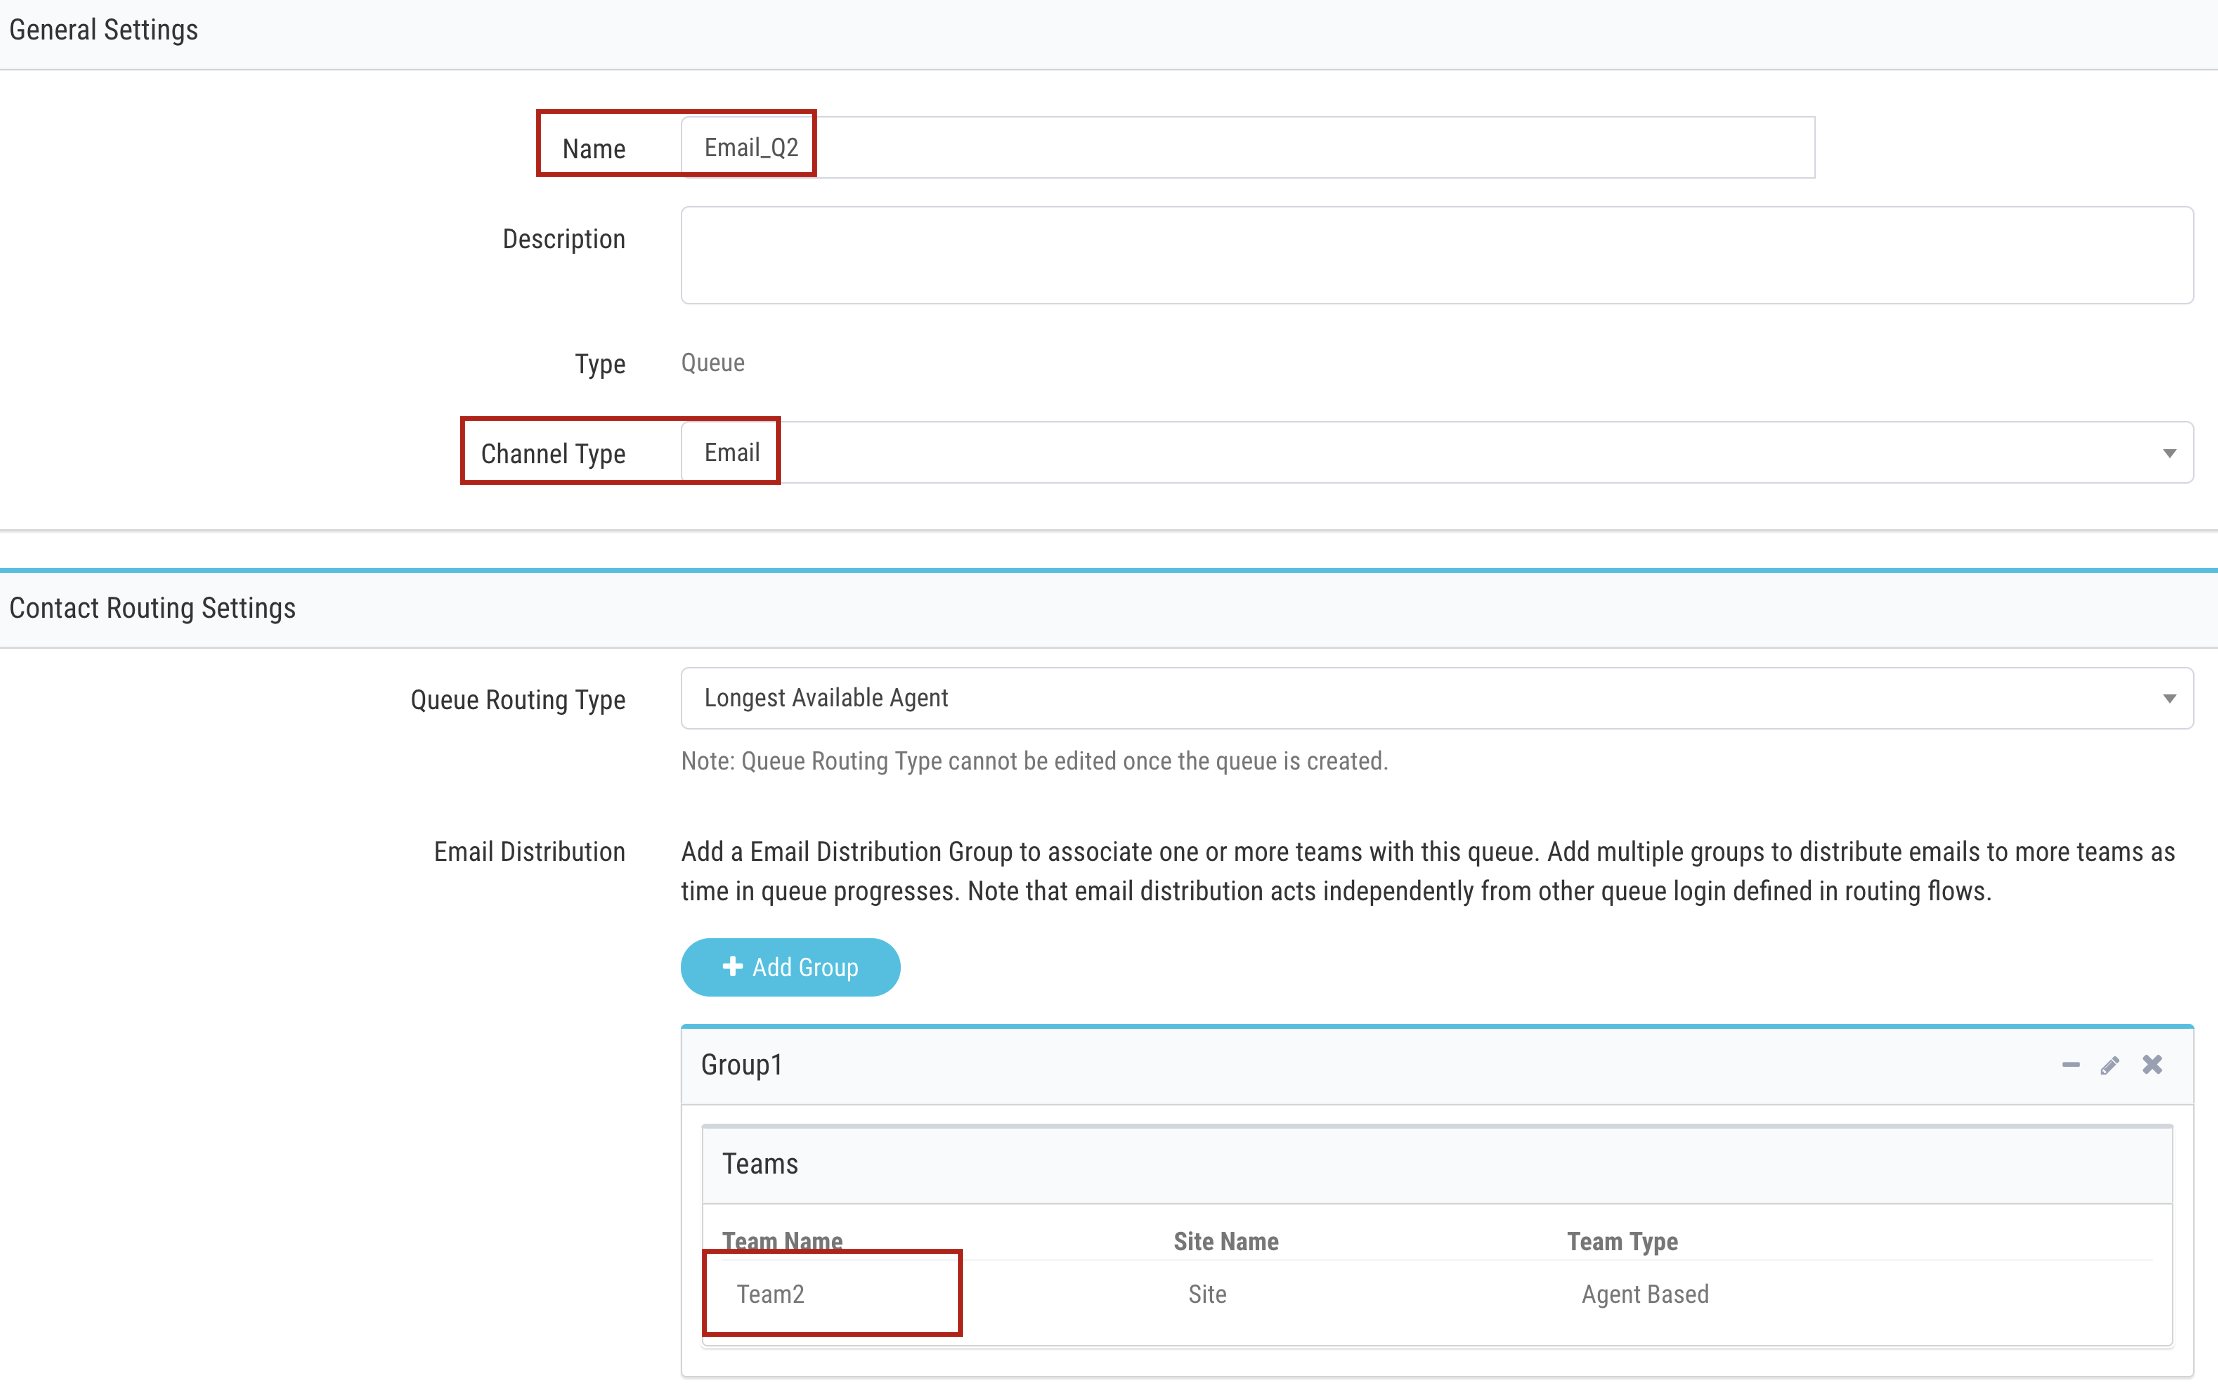 General Settings
Name Email_Q2
Description
Type Queue
Channel Type Email
Contact Routing Settings
Queue Routing Type Longest Available Agent
Note: Queue Routing Type cannot be edited once the queue is created.
Email Distribution Add a Email Distribution Group to associate one or more teams with this queue. Add multiple groups to distribute emails to more teams as
time in queue progresses. Note that email distribution acts independently from other queue login defined in routing flows.
Add Group
Group1
Teams
Team Name Site Name Team Type
Team2 Site Agent Based